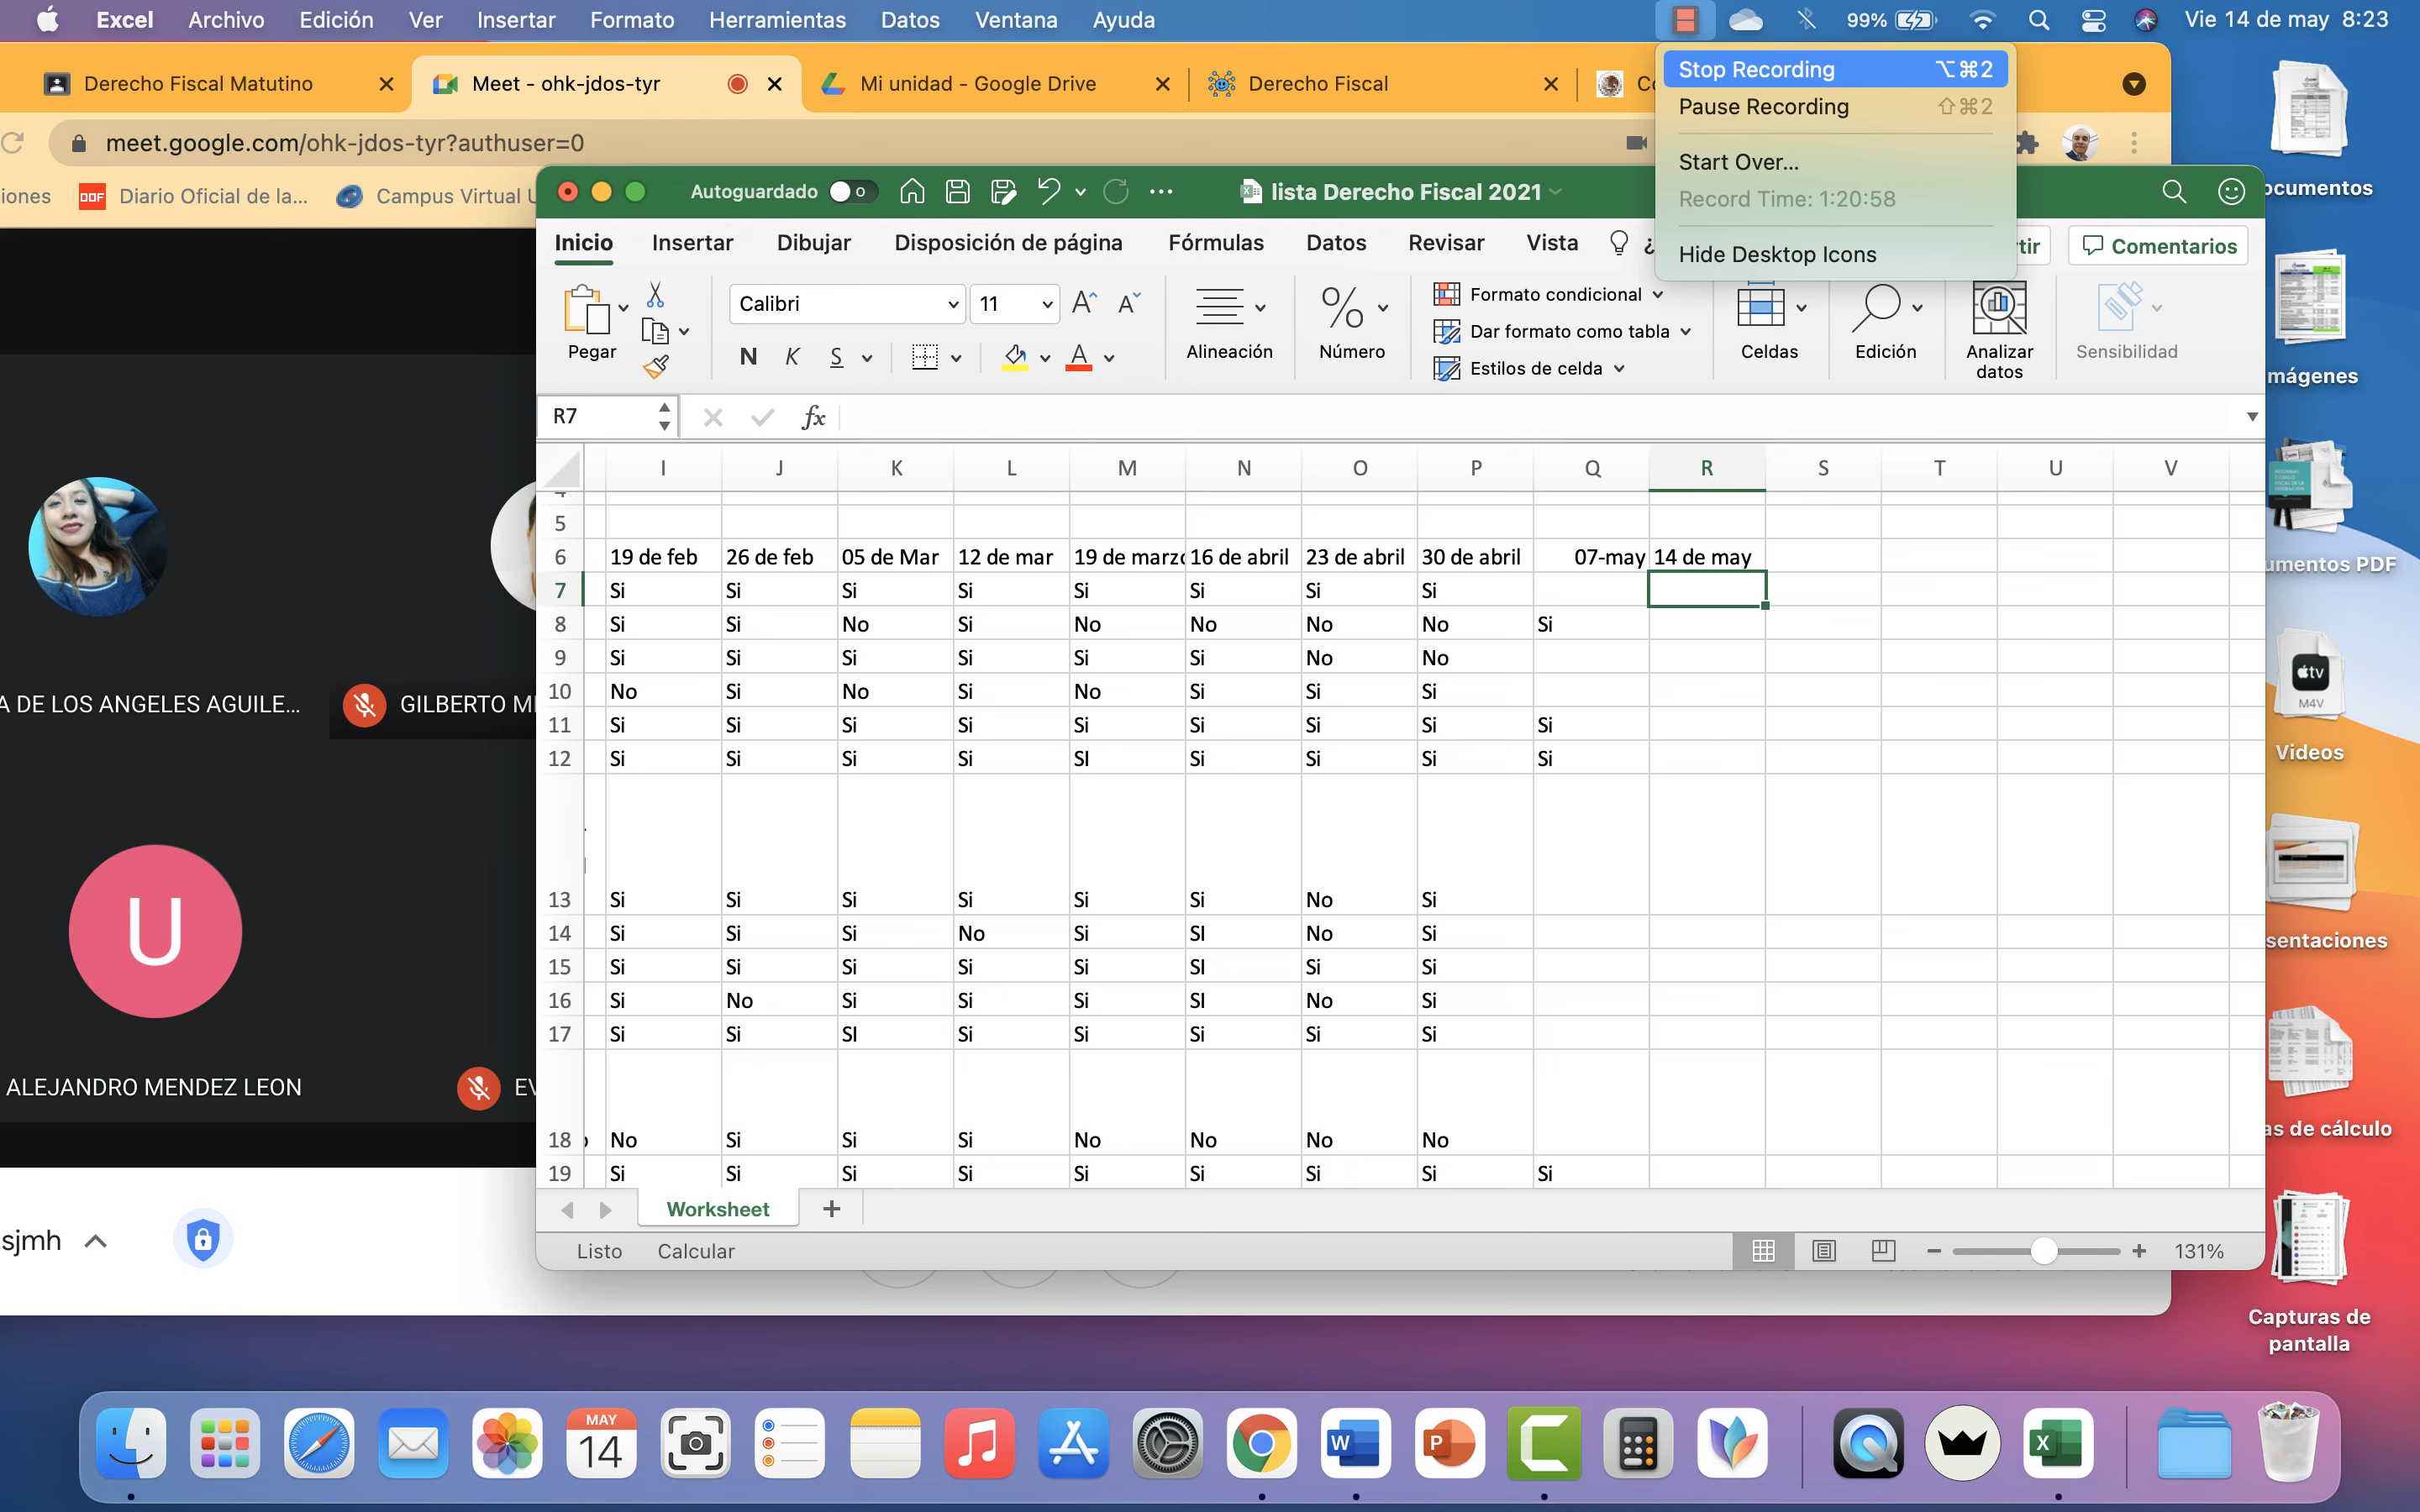 Excel Archivo Edición Ver Insertar Formato Herramientas Datos Ventana Ayuda 99% Vie 14 de may 8:23
Stop Recording ⌥⌘2
Pause Recording ⇧⌘2
Start Over...
Record Time: 1:20:58
Hide Desktop Icons
Derecho Fiscal Matutino Meet - ohk-jdos-tyr Mi unidad - Google Drive Derecho Fiscal
meet.google.com/ohk-jdos-tyr?authuser=0
iones DOF Diario Oficial de la... Campus Virtual U
Autoguardado lista Derecho Fiscal 2021
Inicio Insertar Dibujar Disposición de página Fórmulas Datos Revisar Vista ¿ tir Comentarios
Pegar
Calibri 11
N K S A
Alineación
Número
Formato condicional
Dar formato como tabla
Estilos de celda
Celdas
Edición
Analizar datos
Sensibilidad
R7 fx
I J K L M N O P Q R S T U V
4
5
6 19 de feb 26 de feb 05 de Mar 12 de mar 19 de marzo 16 de abril 23 de abril 30 de abril 07-may 14 de may
7 Si Si Si Si Si Si Si Si
8 Si Si No Si No No No No Si
9 Si Si Si Si Si Si No No
10 No Si No Si No Si Si Si
11 Si Si Si Si Si Si Si Si Si
12 Si Si Si Si SI Si Si Si Si
13 Si Si Si Si Si Si No Si
14 Si Si Si No Si SI No Si
15 Si Si Si Si Si SI Si Si
16 Si No Si Si Si SI No Si
17 Si Si SI Si Si Si Si Si
18 No Si Si Si No No No No
19 Si Si Si Si Si Si Si Si Si
Worksheet +
Listo Calcular 131%
A DE LOS ANGELES AGUILE...
GILBERTO M
U
ALEJANDRO MENDEZ LEON
EV
sjmh
ocumentos
mágenes
umentos PDF
tv
M4V
Videos
sentaciones
as de cálculo
Capturas de
pantalla
MAY
14
W
P
X